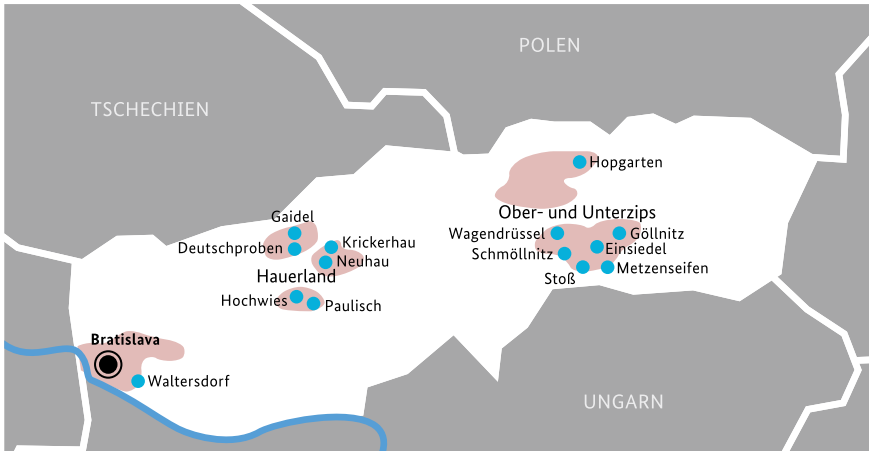 POLEN
TSCHECHIEN
Hopgarten
Ober- und Unterzips
Gaidel
Wagendrüssel
Göllnitz
Deutschproben
Krickerhau
Einsiedel
Schmöllnitz
Neuhau
Metzenseifen
Hauerland
Stoß
Hochwies
Paulisch
Bratislava
Waltersdorf
UNGARN